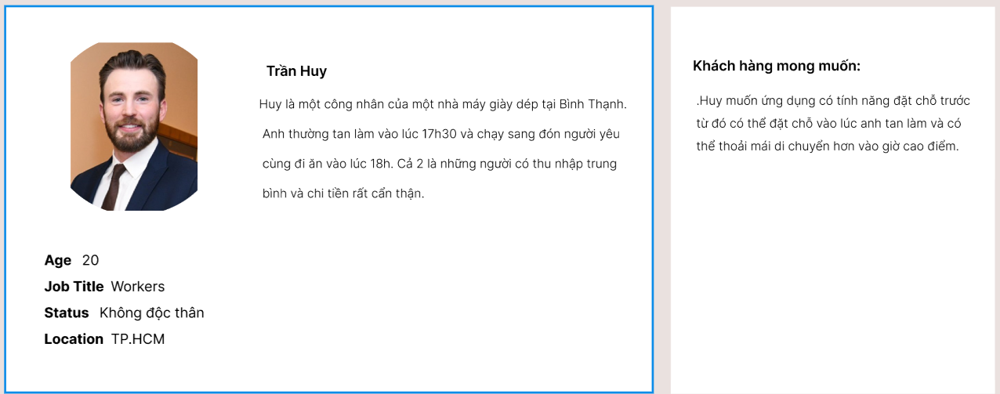 Trần Huy
Huy là một công nhân của một nhà máy giày dép tại Bình Thạnh.
Anh thường tan làm vào lúc 17h30 và chạy sang đón người yêu
cùng đi ăn vào lúc 18h. Cả 2 là những người có thu nhập trung
bình và chi tiền rất cẩn thận.
Age 20
Job Title Workers
Status Không độc thân
Location TP.HCM
Khách hàng mong muốn:
.Huy muốn ứng dụng có tính năng đặt chỗ trước
từ đó có thể đặt chỗ vào lúc anh tan làm và có
thể thoải mái di chuyển hơn vào giờ cao điểm.